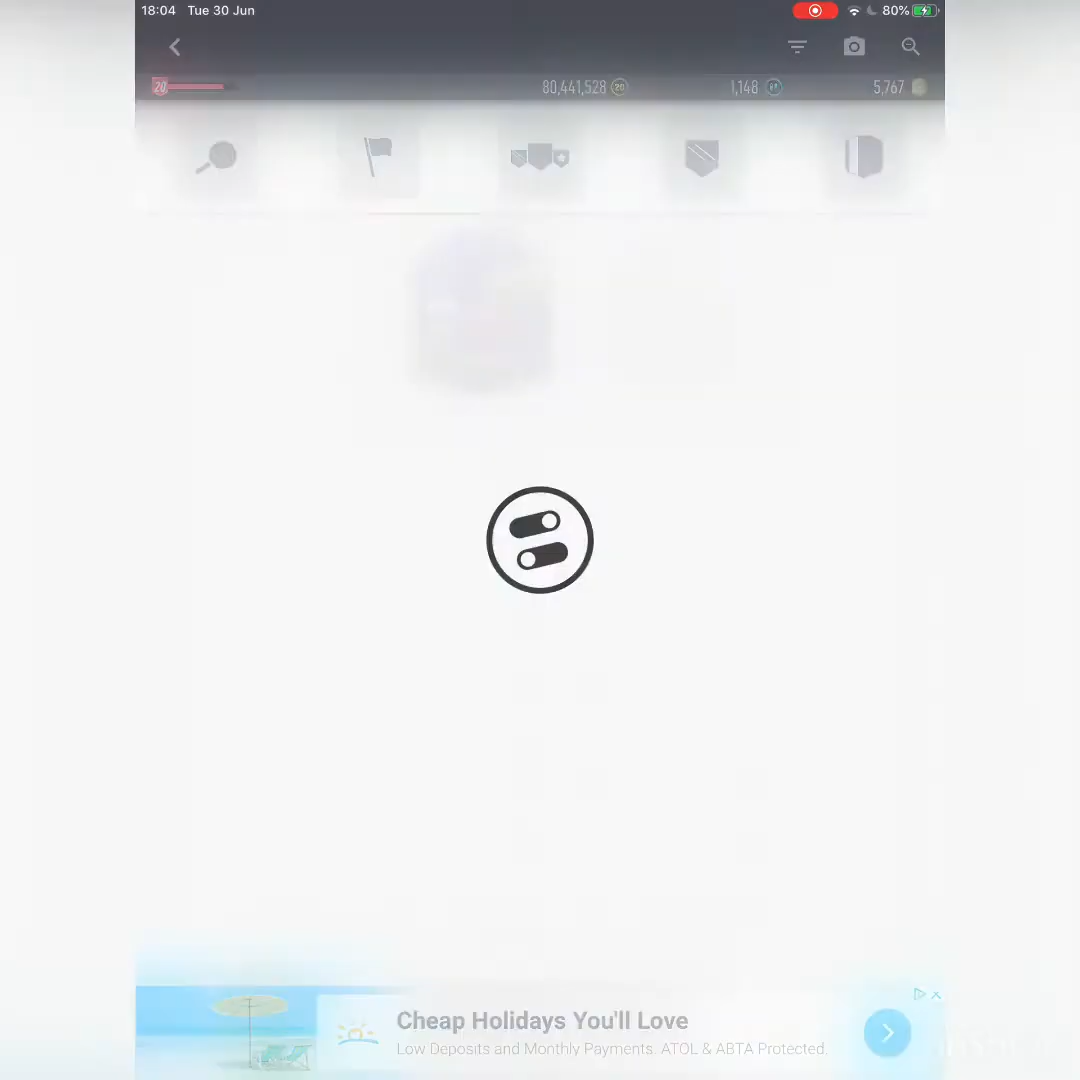 18:04 Tue 30 Jun 80%
20 80,441,528 20 1,148 5,767
Cheap Holidays You'll Love
Low Deposits and Monthly Payments. ATOL & ABTA Protected.